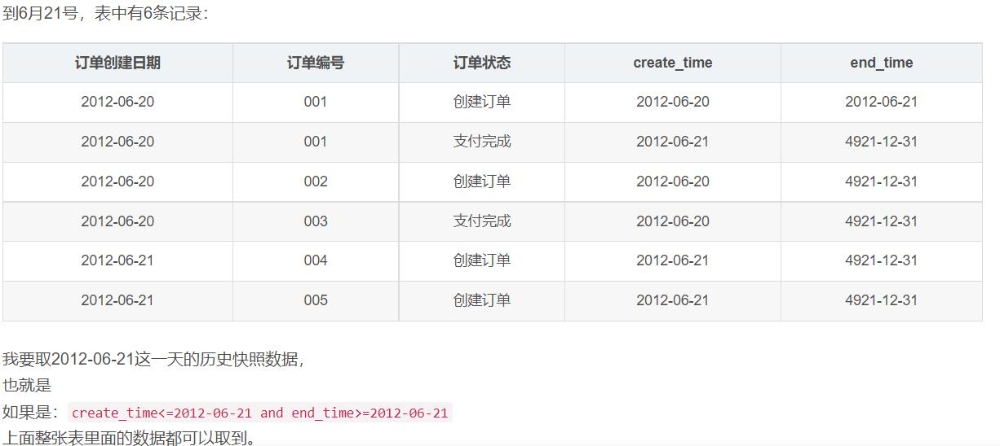 到6月21号，表中有6条记录：
订单创建日期 订单编号 订单状态 create_time end_time
2012-06-20 001 创建订单 2012-06-20 2012-06-21
2012-06-20 001 支付完成 2012-06-21 4921-12-31
2012-06-20 002 创建订单 2012-06-20 4921-12-31
2012-06-20 003 支付完成 2012-06-20 4921-12-31
2012-06-21 004 创建订单 2012-06-21 4921-12-31
2012-06-21 005 创建订单 2012-06-21 4921-12-31
我要取2012-06-21这一天的历史快照数据，
也就是
如果是：create_time<=2012-06-21 and end_time>=2012-06-21
上面整张表里面的数据都可以取到。